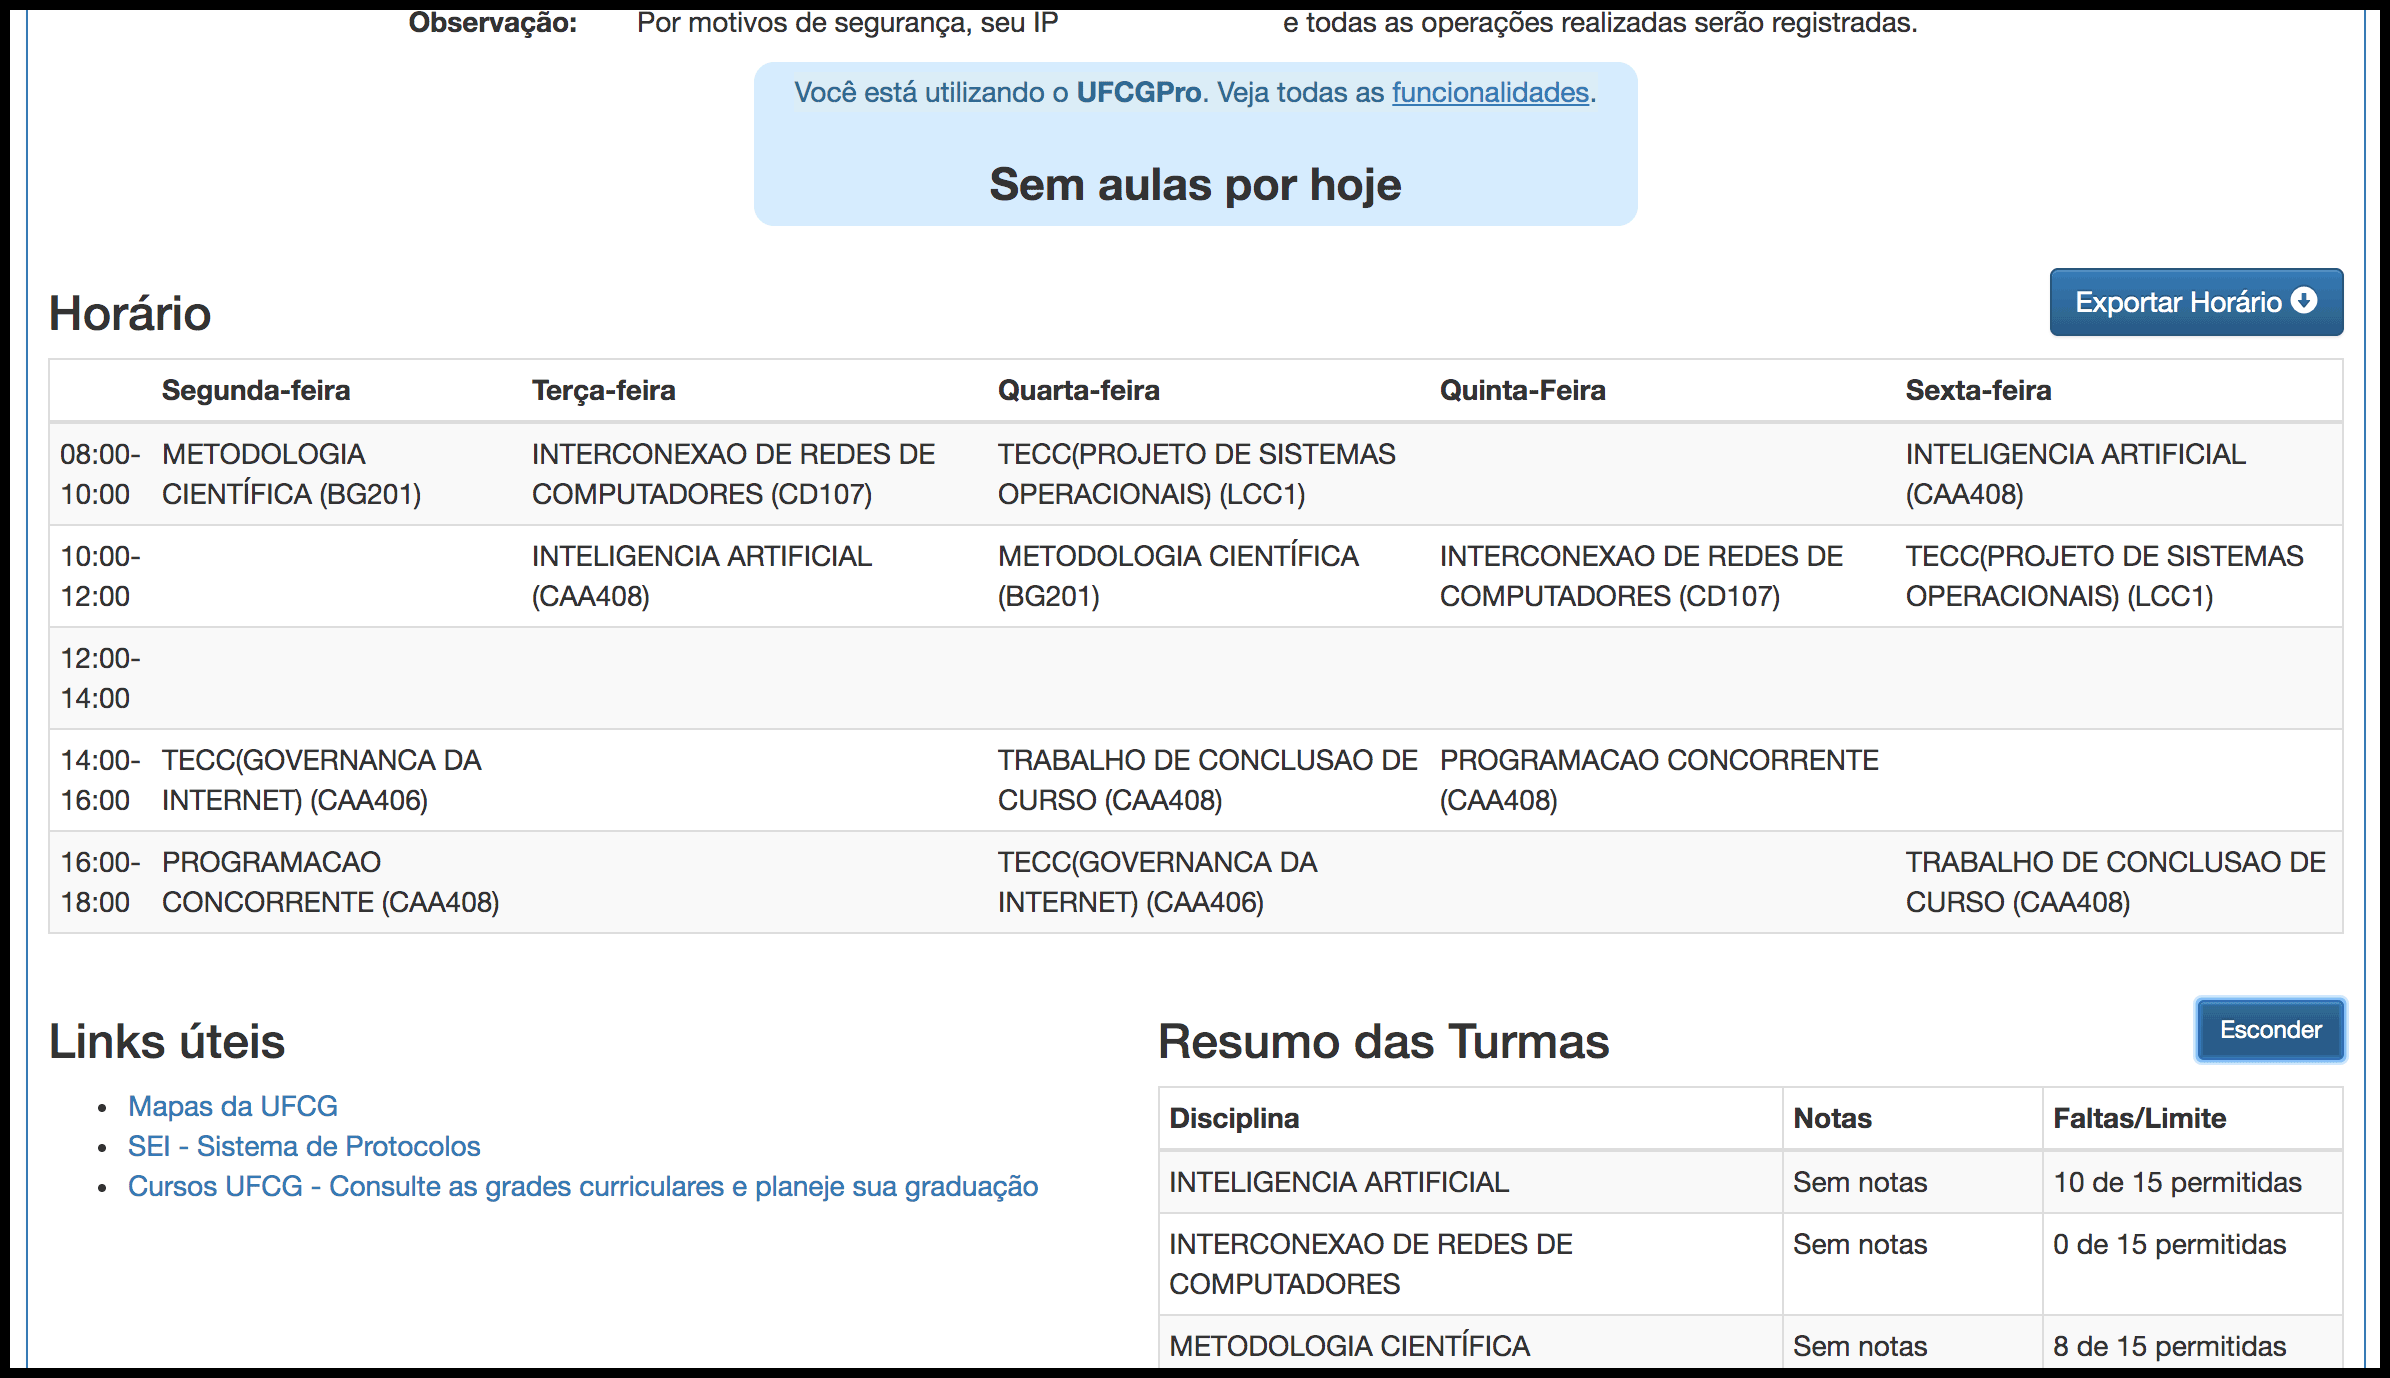 Observação: Por motivos de segurança, seu IP e todas as operações realizadas serão registradas.
Você está utilizando o UFCGPro. Veja todas as funcionalidades.
Sem aulas por hoje
Horário
Exportar Horário
Segunda-feira Terça-feira Quarta-feira Quinta-Feira Sexta-feira
08:00- METODOLOGIA INTERCONEXAO DE REDES DE TECC(PROJETO DE SISTEMAS INTELIGENCIA ARTIFICIAL
10:00 CIENTÍFICA (BG201) COMPUTADORES (CD107) OPERACIONAIS) (LCC1) (CAA408)
10:00- INTELIGENCIA ARTIFICIAL METODOLOGIA CIENTÍFICA INTERCONEXAO DE REDES DE TECC(PROJETO DE SISTEMAS
12:00 (CAA408) (BG201) COMPUTADORES (CD107) OPERACIONAIS) (LCC1)
12:00-
14:00
14:00- TECC(GOVERNANCA DA TRABALHO DE CONCLUSAO DE PROGRAMACAO CONCORRENTE
16:00 INTERNET) (CAA406) CURSO (CAA408) (CAA408)
16:00- PROGRAMACAO TECC(GOVERNANCA DA TRABALHO DE CONCLUSAO DE
18:00 CONCORRENTE (CAA408) INTERNET) (CAA406) CURSO (CAA408)
Links úteis
Mapas da UFCG
SEI - Sistema de Protocolos
Cursos UFCG - Consulte as grades curriculares e planeje sua graduação
Resumo das Turmas
Esconder
Disciplina Notas Faltas/Limite
INTELIGENCIA ARTIFICIAL Sem notas 10 de 15 permitidas
INTERCONEXAO DE REDES DE Sem notas 0 de 15 permitidas
COMPUTADORES
METODOLOGIA CIENTÍFICA Sem notas 8 de 15 permitidas